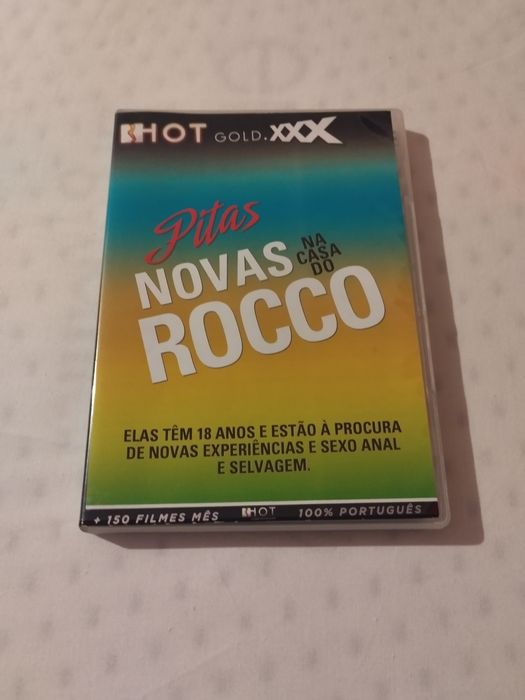 HOT GOLD.XXX
Pitas
NOVAS NA CASA DO
ROCCO
ELAS TÊM 18 ANOS E ESTÃO À PROCURA
DE NOVAS EXPERIÊNCIAS E SEXO ANAL
E SELVAGEM.
+ 150 FILMES MÊS HOT 100% PORTUGUÊS